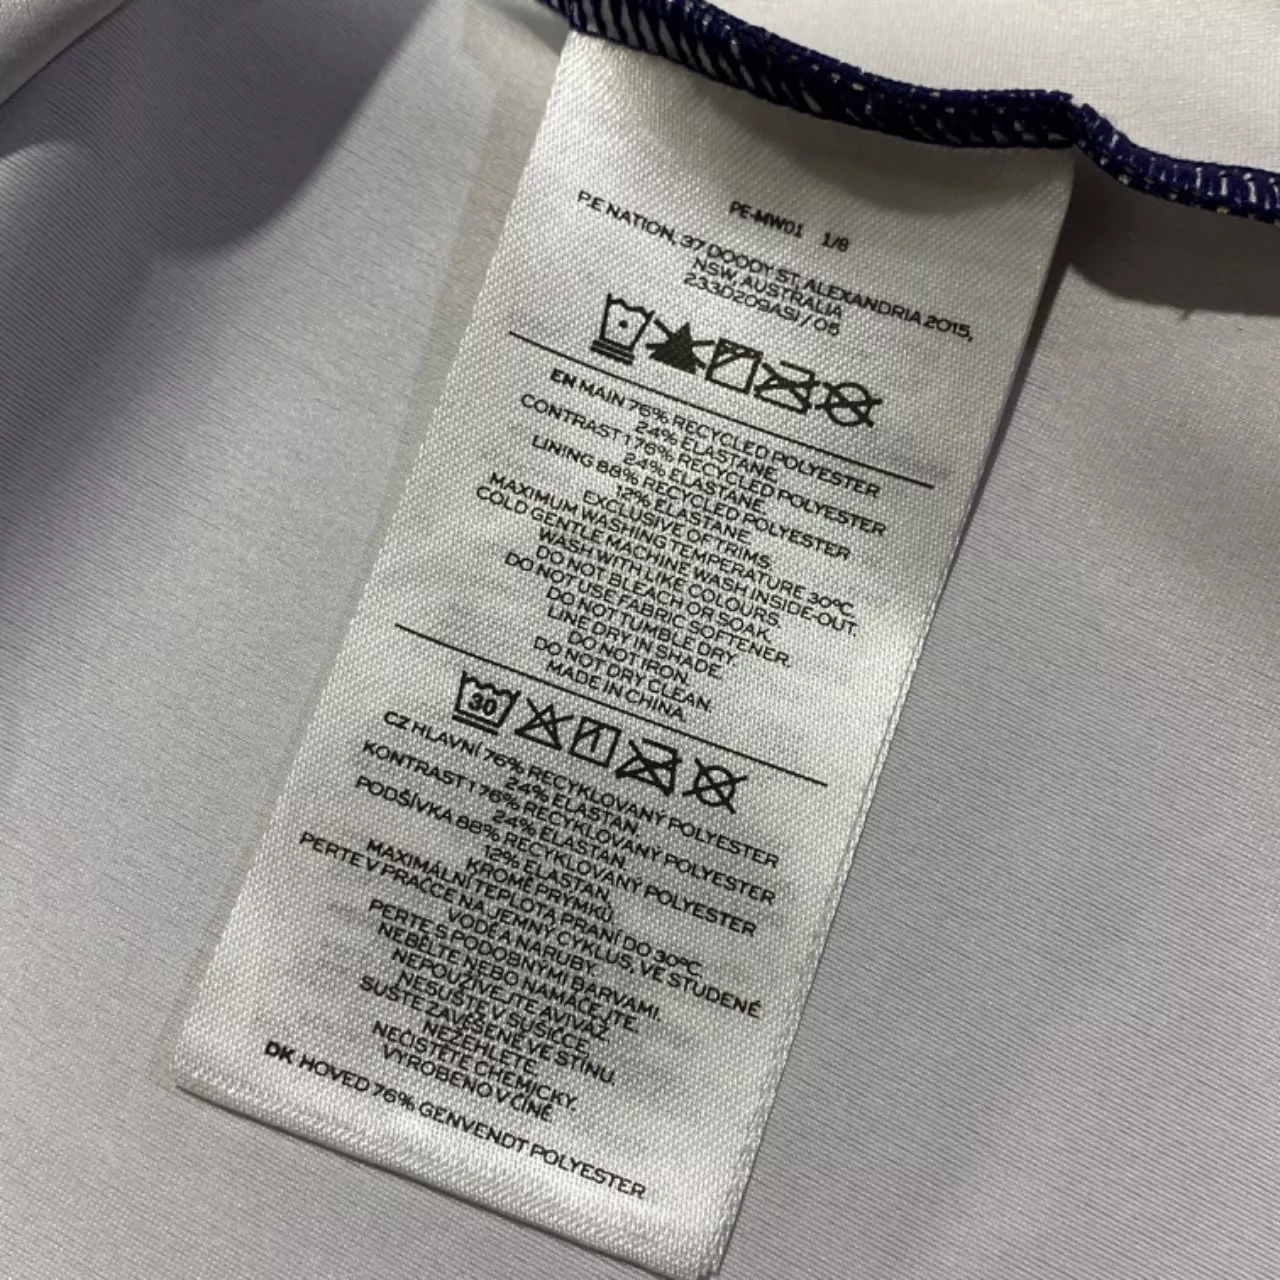 PE-MW01 1/8
P.E NATION, 37 DOODY ST, ALEXANDRIA 2015,
NSW, AUSTRALIA
233D209ASI / 05
EN MAIN 76% RECYCLED POLYESTER
24% ELASTANE
CONTRAST 1 76% RECYCLED POLYESTER
24% ELASTANE
LINING 88% RECYCLED POLYESTER
12% ELASTANE
EXCLUSIVE OF TRIMS.
MAXIMUM WASHING TEMPERATURE 30°C.
COLD GENTLE MACHINE WASH INSIDE-OUT.
WASH WITH LIKE COLOURS.
DO NOT BLEACH OR SOAK.
DO NOT USE FABRIC SOFTENER.
DO NOT TUMBLE DRY.
LINE DRY IN SHADE.
DO NOT IRON.
DO NOT DRY CLEAN.
MADE IN CHINA.
30
CZ HLAVNÍ 76% RECYKLOVANÝ POLYESTER
24% ELASTAN.
KONTRAST 1 76% RECYKLOVANÝ POLYESTER
24% ELASTAN.
PODŠÍVKA 88% RECYKLOVANÝ POLYESTER
12% ELASTAN.
KROMĚ PRÝMKŮ.
MAXIMÁLNÍ TEPLOTA PRANÍ DO 30°C.
PERTE V PRAČCE NA JEMNÝ CYKLUS, VE STUDENÉ
VODĚ A NARUBY.
PERTE S PODOBNÝMI BARVAMI.
NEBĚLTE NEBO NAMÁČEJTE.
NEPOUŽÍVEJTE AVIVÁŽ.
NESUŠTE V SUŠIČCE.
SUŠTE ZAVĚŠENÉ VE STÍNU.
NEŽEHLETE.
NEČISTĚTE CHEMICKY.
VYROBENO V ČÍNĚ
DK HOVED 76% GENVENDT POLYESTER